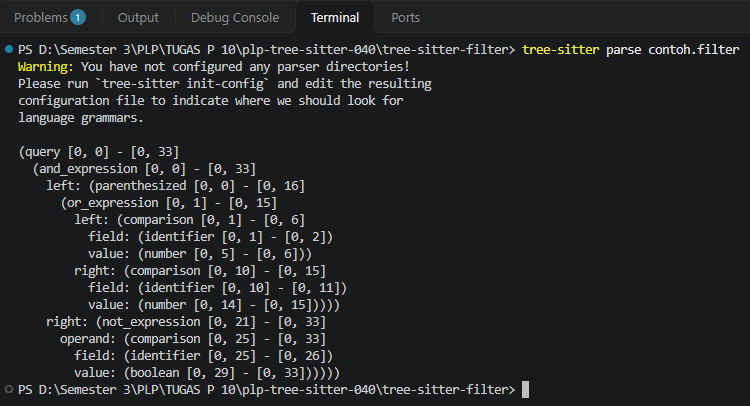 Problems 1 Output Debug Console Terminal Ports
PS D:\Semester 3\PLP\TUGAS P 10\plp-tree-sitter-040\tree-sitter-filter> tree-sitter parse contoh.filter
Warning: You have not configured any parser directories!
Please run `tree-sitter init-config` and edit the resulting
configuration file to indicate where we should look for
language grammars.

(query [0, 0] - [0, 33]
  (and_expression [0, 0] - [0, 33]
    left: (parenthesized [0, 0] - [0, 16]
      (or_expression [0, 1] - [0, 15]
        left: (comparison [0, 1] - [0, 6]
          field: (identifier [0, 1] - [0, 2])
          value: (number [0, 5] - [0, 6]))
        right: (comparison [0, 10] - [0, 15]
          field: (identifier [0, 10] - [0, 11])
          value: (number [0, 14] - [0, 15]))))
    right: (not_expression [0, 21] - [0, 33]
      operand: (comparison [0, 25] - [0, 33]
        field: (identifier [0, 25] - [0, 26])
        value: (boolean [0, 29] - [0, 33])))))
PS D:\Semester 3\PLP\TUGAS P 10\plp-tree-sitter-040\tree-sitter-filter>